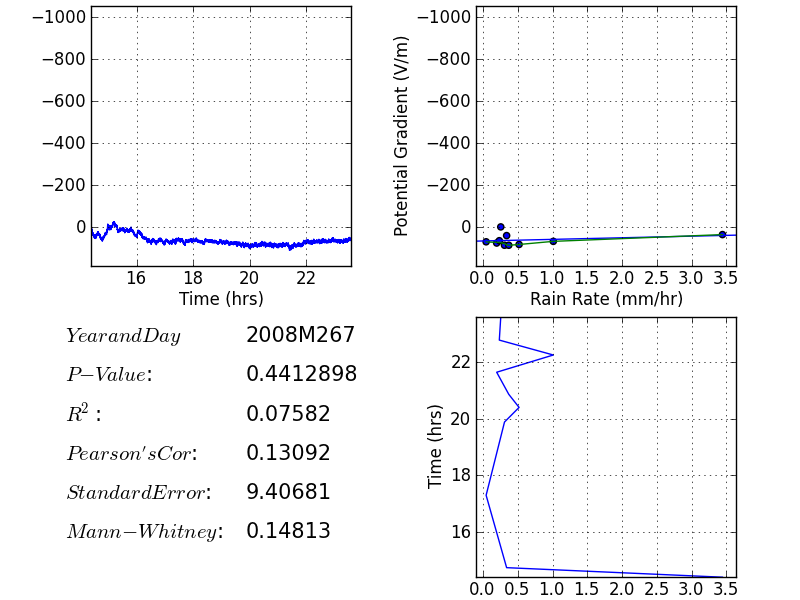 −1000
−800
−600
−400
−200
0
16 18 20 22
Time (hrs)
Potential Gradient (V/m)
−1000
−800
−600
−400
−200
0
0.0 0.5 1.0 1.5 2.0 2.5 3.0 3.5
Rain Rate (mm/hr)
YearandDay 2008M267
P−Value: 0.4412898
R²: 0.07582
Pearson'sCor: 0.13092
StandardError: 9.40681
Mann−Whitney: 0.14813
Time (hrs)
22
20
18
16
0.0 0.5 1.0 1.5 2.0 2.5 3.0 3.5